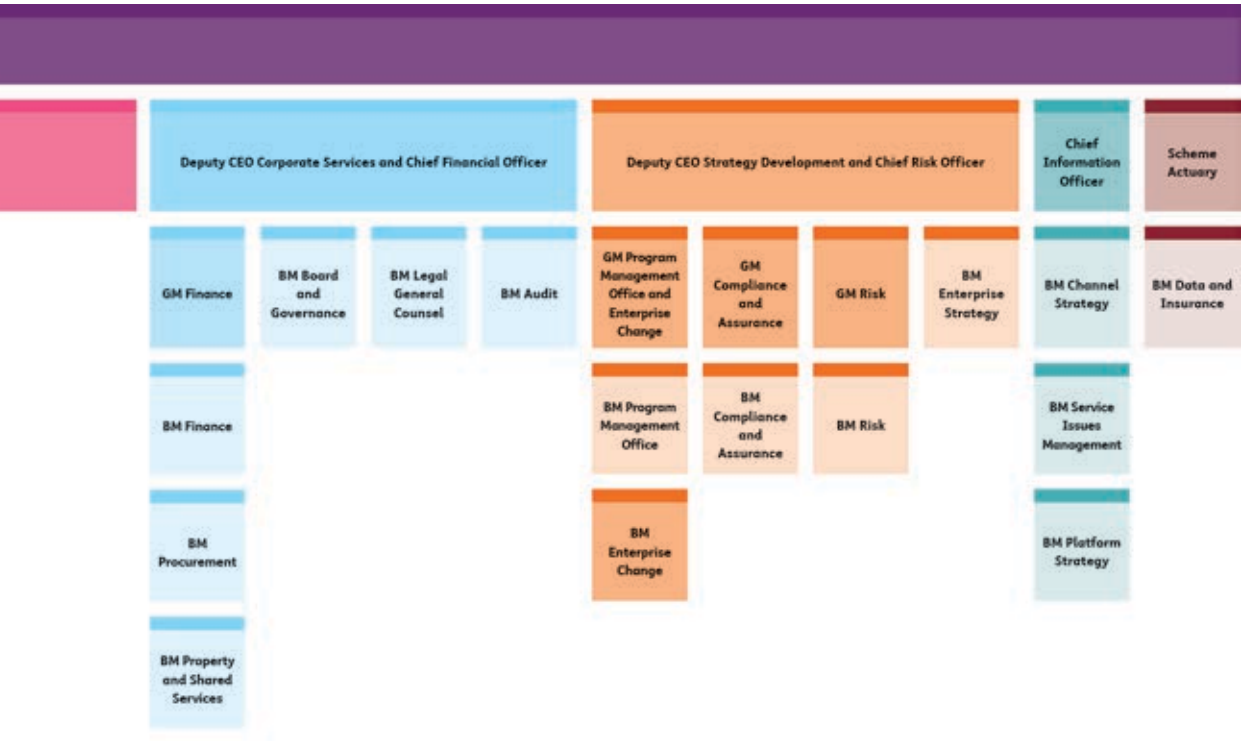 Deputy CEO Corporate Services and Chief Financial Officer
Deputy CEO Strategy Development and Chief Risk Officer
Chief
Information
Officer
Scheme
Actuary
GM Finance
BM Board
and
Governance
BM Legal
General
Counsel
BM Audit
GM Program
Management
Office and
Enterprise
Change
GM
Compliance
and
Assurance
GM Risk
BM
Enterprise
Strategy
BM Channel
Strategy
BM Data and
Insurance
BM Finance
BM Program
Management
Office
BM
Compliance
and
Assurance
BM Risk
BM Service
Issues
Management
BM
Procurement
BM
Enterprise
Change
BM Platform
Strategy
BM Property
and Shared
Services